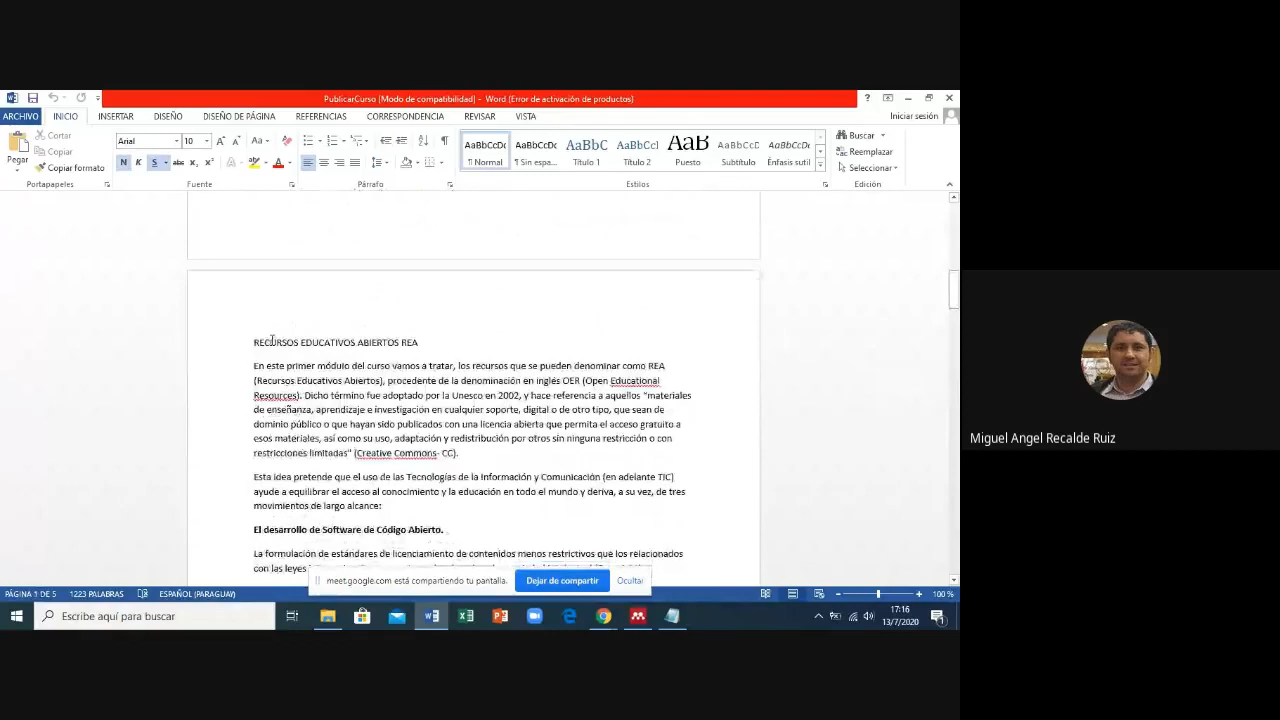 PublicarCurso [Modo de compatibilidad] - Word (Error de activación de productos)
ARCHIVO INICIO INSERTAR DISEÑO DISEÑO DE PÁGINA REFERENCIAS CORRESPONDENCIA REVISAR VISTA Iniciar sesión
Pegar
Cortar
Copiar
Copiar formato
Portapapeles
Arial 10
N K S abc x₂ x²
Fuente
Párrafo
AaBbCcDc AaBbCcDc AaBbC AaBbCcC AaB AaBbCcD AaBbCcDc
¶ Normal ¶ Sin espa... Título 1 Título 2 Puesto Subtítulo Énfasis sutil
Estilos
Buscar
Reemplazar
Seleccionar
Edición
RECURSOS EDUCATIVOS ABIERTOS REA
En este primer módulo del curso vamos a tratar, los recursos que se pueden denominar como REA
(Recursos Educativos Abiertos), procedente de la denominación en inglés OER (Open Educational
Resources). Dicho término fue adoptado por la Unesco en 2002, y hace referencia a aquellos "materiales
de enseñanza, aprendizaje e investigación en cualquier soporte, digital o de otro tipo, que sean de
dominio público o que hayan sido publicados con una licencia abierta que permita el acceso gratuito a
esos materiales, así como su uso, adaptación y redistribución por otros sin ninguna restricción o con
restricciones limitadas" (Creative Commons- CC).
Esta idea pretende que el uso de las Tecnologías de la Información y Comunicación (en adelante TIC)
ayude a equilibrar el acceso al conocimiento y la educación en todo el mundo y deriva, a su vez, de tres
movimientos de largo alcance:
El desarrollo de Software de Código Abierto.
La formulación de estándares de licenciamiento de contenidos menos restrictivos que los relacionados
con las leyes
meet.google.com está compartiendo tu pantalla. Dejar de compartir Ocultar
PÁGINA 1 DE 5 1223 PALABRAS ESPAÑOL (PARAGUAY) 100 %
Escribe aquí para buscar
17:16
13/7/2020
Miguel Angel Recalde Ruiz